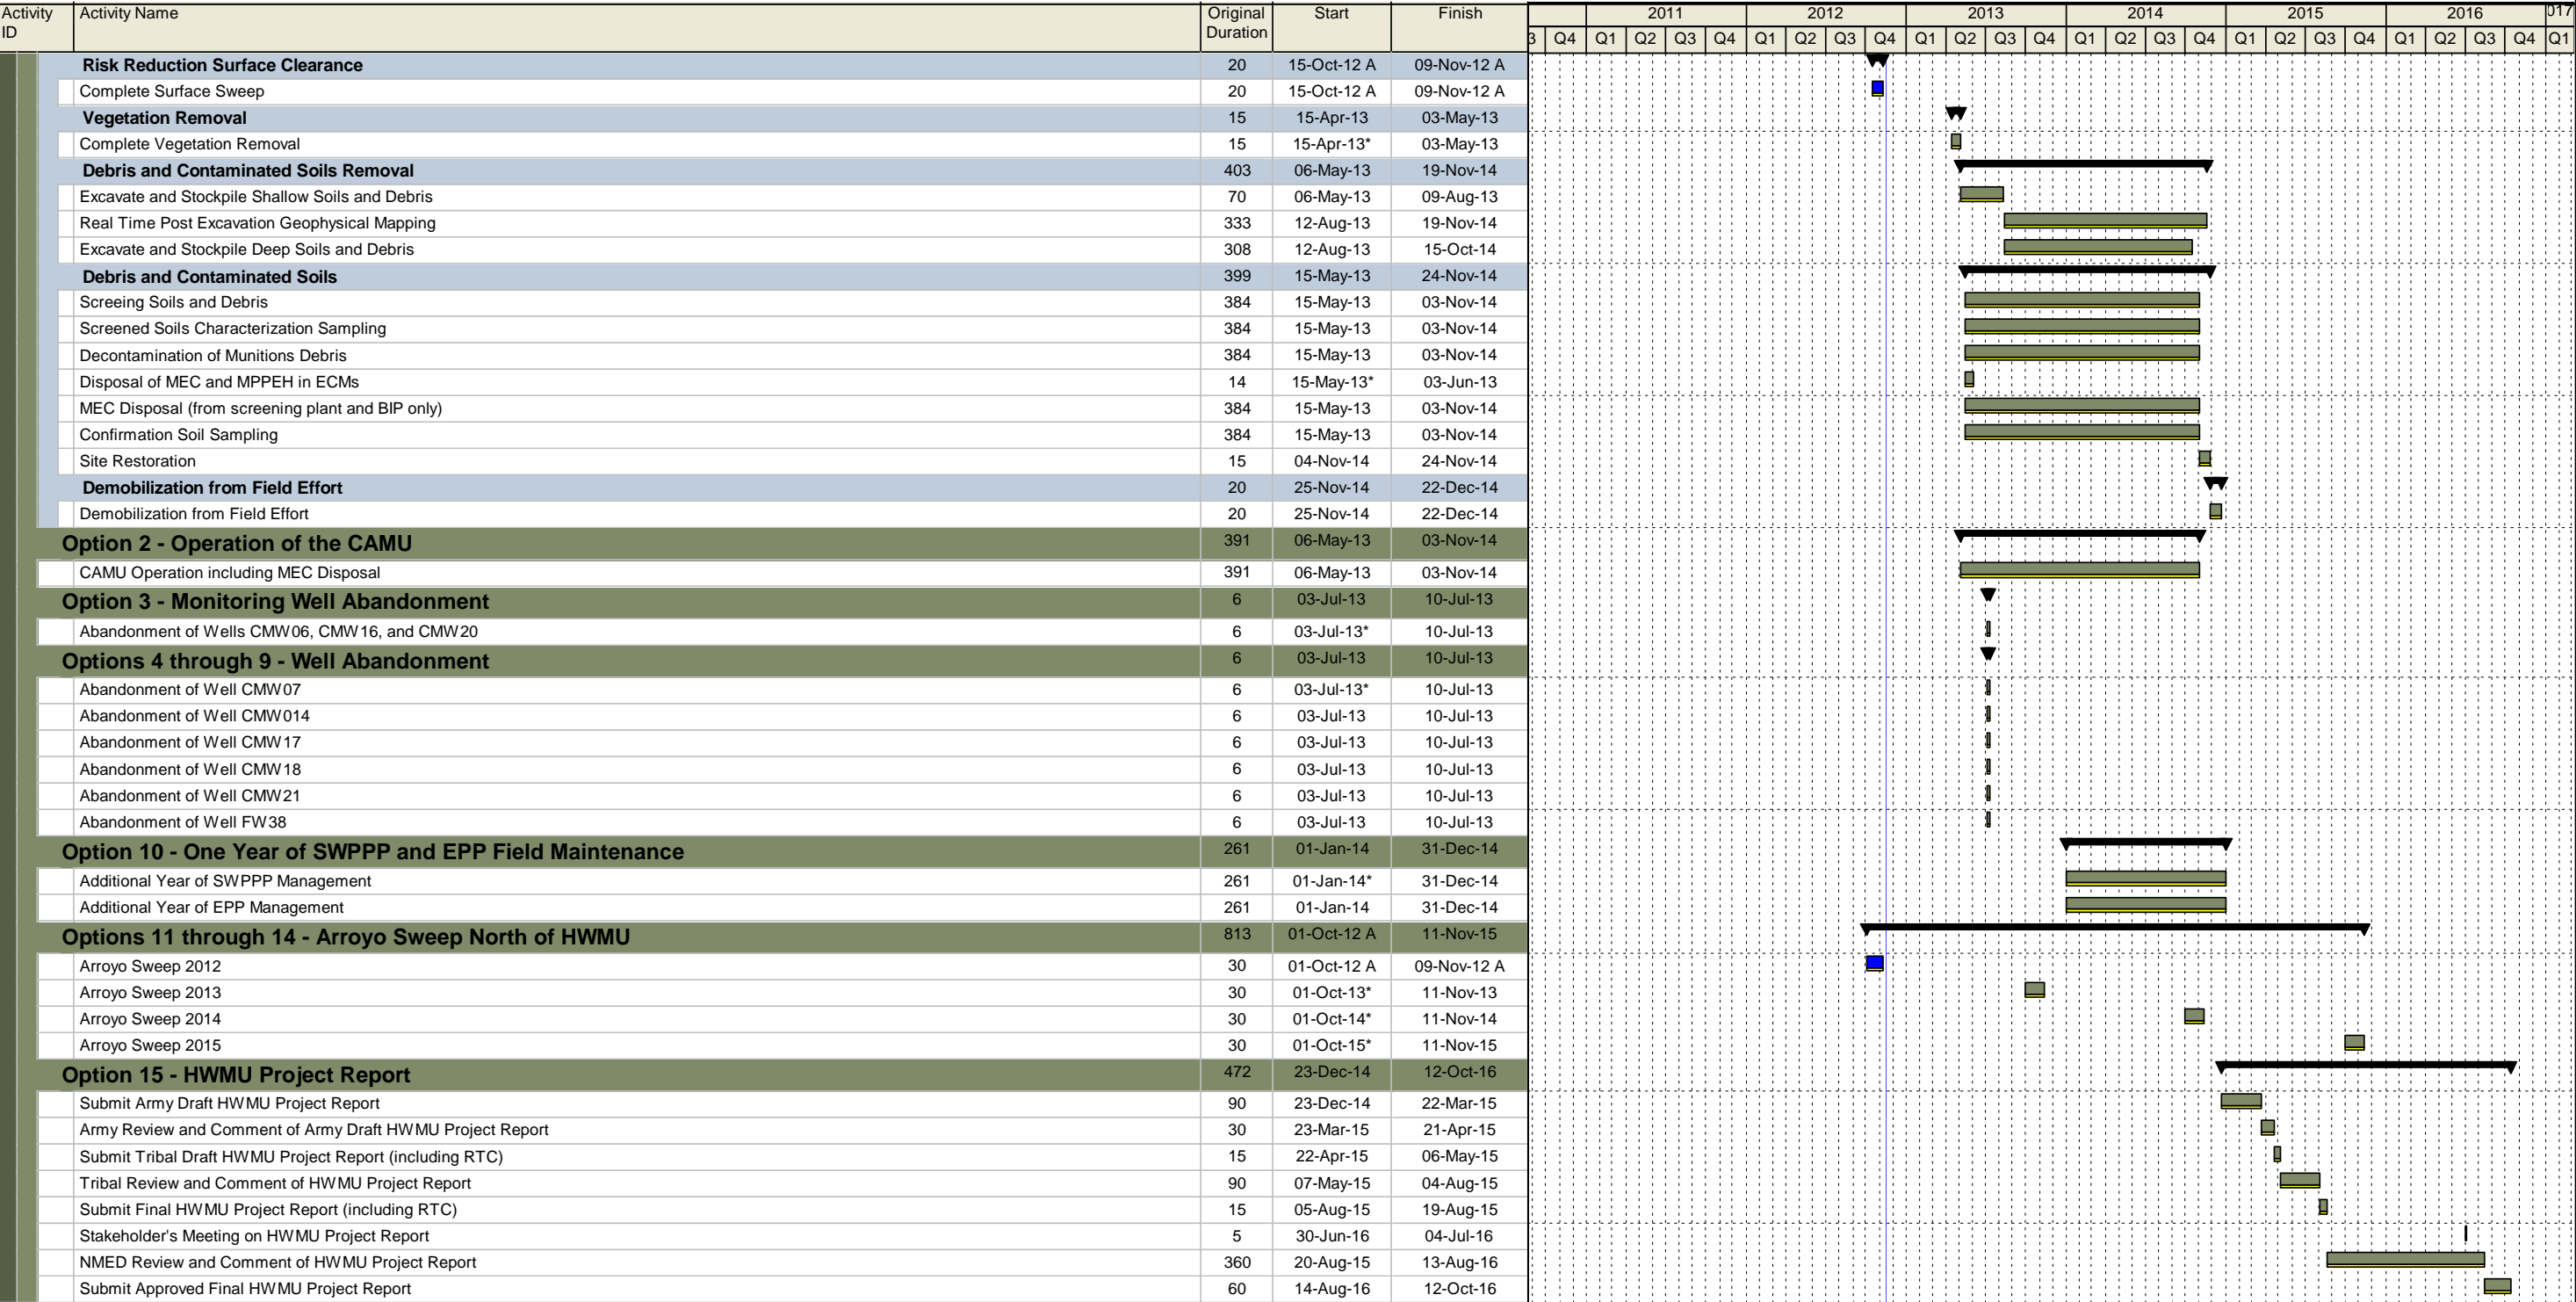 Activity ID Activity Name Original Duration Start Finish 2011 2012 2013 2014 2015 2016 017
3 Q4 Q1 Q2 Q3 Q4 Q1 Q2 Q3 Q4 Q1 Q2 Q3 Q4 Q1 Q2 Q3 Q4 Q1 Q2 Q3 Q4 Q1 Q2 Q3 Q4 Q1
Risk Reduction Surface Clearance 20 15-Oct-12 A 09-Nov-12 A
Complete Surface Sweep 20 15-Oct-12 A 09-Nov-12 A
Vegetation Removal 15 15-Apr-13 03-May-13
Complete Vegetation Removal 15 15-Apr-13* 03-May-13
Debris and Contaminated Soils Removal 403 06-May-13 19-Nov-14
Excavate and Stockpile Shallow Soils and Debris 70 06-May-13 09-Aug-13
Real Time Post Excavation Geophysical Mapping 333 12-Aug-13 19-Nov-14
Excavate and Stockpile Deep Soils and Debris 308 12-Aug-13 15-Oct-14
Debris and Contaminated Soils 399 15-May-13 24-Nov-14
Screeing Soils and Debris 384 15-May-13 03-Nov-14
Screened Soils Characterization Sampling 384 15-May-13 03-Nov-14
Decontamination of Munitions Debris 384 15-May-13 03-Nov-14
Disposal of MEC and MPPEH in ECMs 14 15-May-13* 03-Jun-13
MEC Disposal (from screening plant and BIP only) 384 15-May-13 03-Nov-14
Confirmation Soil Sampling 384 15-May-13 03-Nov-14
Site Restoration 15 04-Nov-14 24-Nov-14
Demobilization from Field Effort 20 25-Nov-14 22-Dec-14
Demobilization from Field Effort 20 25-Nov-14 22-Dec-14
Option 2 - Operation of the CAMU 391 06-May-13 03-Nov-14
CAMU Operation including MEC Disposal 391 06-May-13 03-Nov-14
Option 3 - Monitoring Well Abandonment 6 03-Jul-13 10-Jul-13
Abandonment of Wells CMW06, CMW16, and CMW20 6 03-Jul-13* 10-Jul-13
Options 4 through 9 - Well Abandonment 6 03-Jul-13 10-Jul-13
Abandonment of Well CMW07 6 03-Jul-13* 10-Jul-13
Abandonment of Well CMW014 6 03-Jul-13 10-Jul-13
Abandonment of Well CMW17 6 03-Jul-13 10-Jul-13
Abandonment of Well CMW18 6 03-Jul-13 10-Jul-13
Abandonment of Well CMW21 6 03-Jul-13 10-Jul-13
Abandonment of Well FW38 6 03-Jul-13 10-Jul-13
Option 10 - One Year of SWPPP and EPP Field Maintenance 261 01-Jan-14 31-Dec-14
Additional Year of SWPPP Management 261 01-Jan-14* 31-Dec-14
Additional Year of EPP Management 261 01-Jan-14 31-Dec-14
Options 11 through 14 - Arroyo Sweep North of HWMU 813 01-Oct-12 A 11-Nov-15
Arroyo Sweep 2012 30 01-Oct-12 A 09-Nov-12 A
Arroyo Sweep 2013 30 01-Oct-13* 11-Nov-13
Arroyo Sweep 2014 30 01-Oct-14* 11-Nov-14
Arroyo Sweep 2015 30 01-Oct-15* 11-Nov-15
Option 15 - HWMU Project Report 472 23-Dec-14 12-Oct-16
Submit Army Draft HWMU Project Report 90 23-Dec-14 22-Mar-15
Army Review and Comment of Army Draft HWMU Project Report 30 23-Mar-15 21-Apr-15
Submit Tribal Draft HWMU Project Report (including RTC) 15 22-Apr-15 06-May-15
Tribal Review and Comment of HWMU Project Report 90 07-May-15 04-Aug-15
Submit Final HWMU Project Report (including RTC) 15 05-Aug-15 19-Aug-15
Stakeholder's Meeting on HWMU Project Report 5 30-Jun-16 04-Jul-16
NMED Review and Comment of HWMU Project Report 360 20-Aug-15 13-Aug-16
Submit Approved Final HWMU Project Report 60 14-Aug-16 12-Oct-16